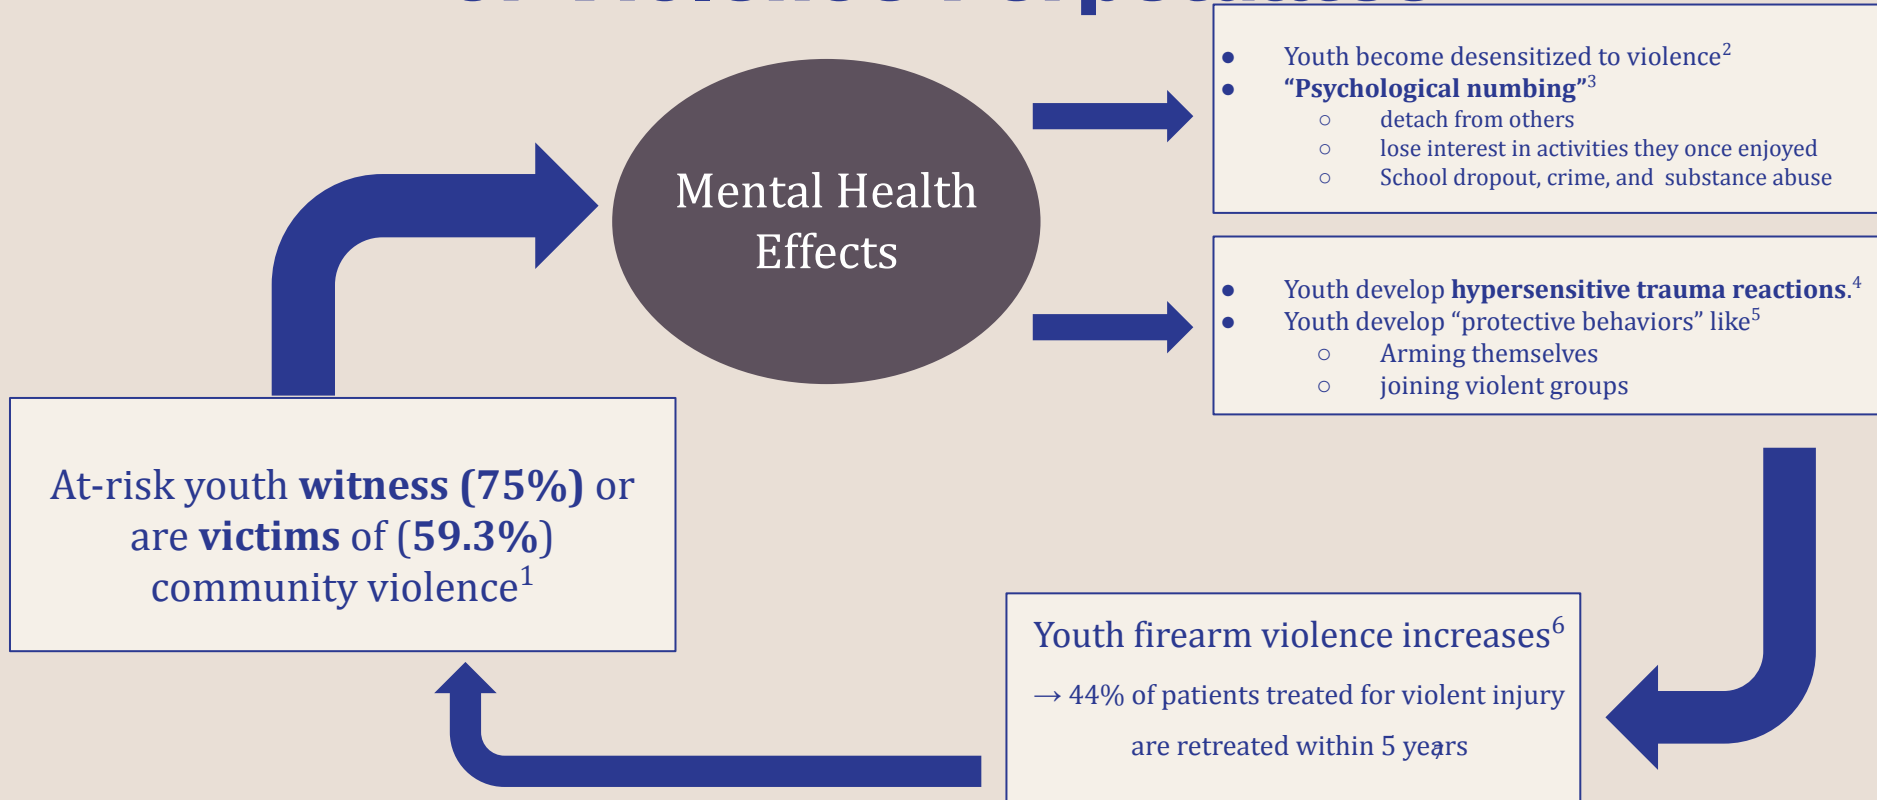 Youth become desensitized to violence2
“Psychological numbing”3
detach from others
lose interest in activities they once enjoyed
School dropout, crime, and substance abuse
Mental Health
Effects
Youth develop hypersensitive trauma reactions.4
Youth develop “protective behaviors” like5
Arming themselves
joining violent groups
At-risk youth witness (75%) or
are victims of (59.3%)
community violence1
Youth firearm violence increases6
→ 44% of patients treated for violent injury
are retreated within 5 years
7